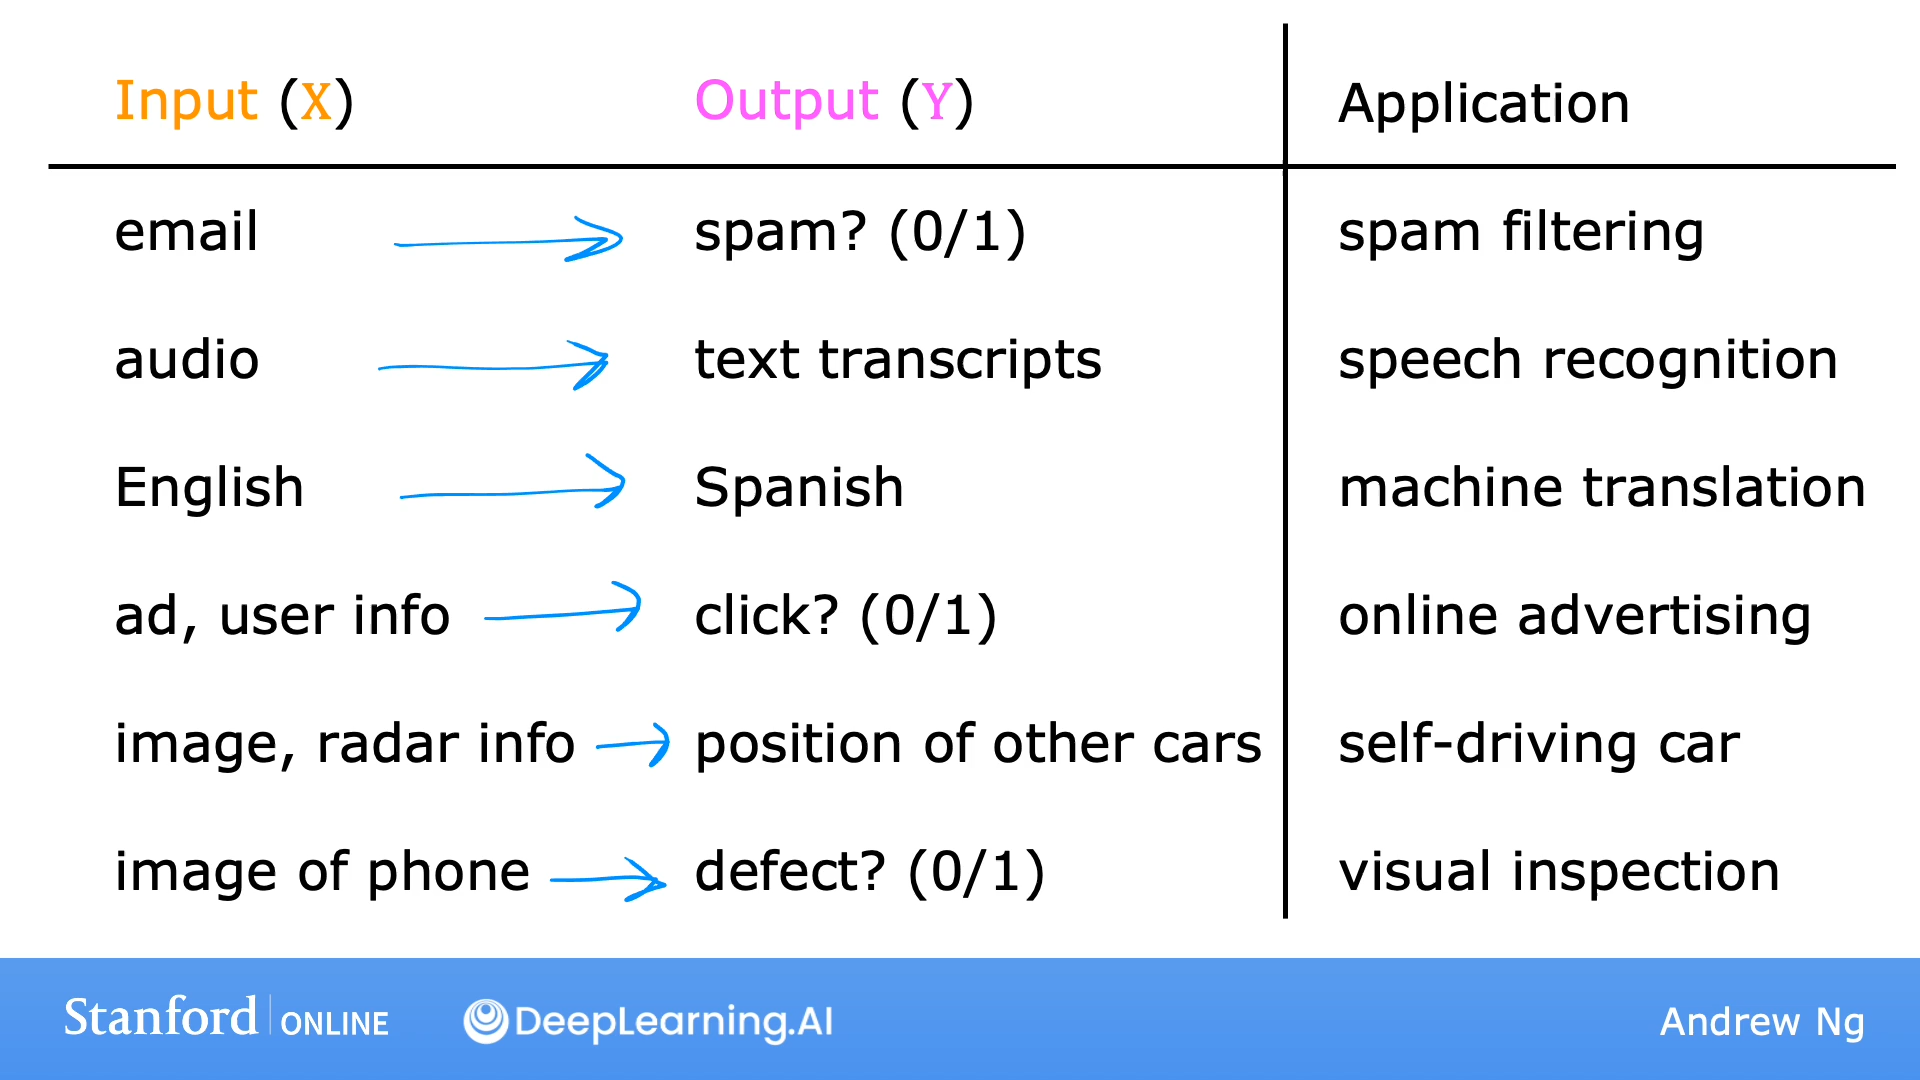 Input (X) Output (Y) Application
email spam? (0/1) spam filtering
audio text transcripts speech recognition
English Spanish machine translation
ad, user info click? (0/1) online advertising
image, radar info position of other cars self-driving car
image of phone defect? (0/1) visual inspection
Stanford ONLINE DeepLearning.AI Andrew Ng